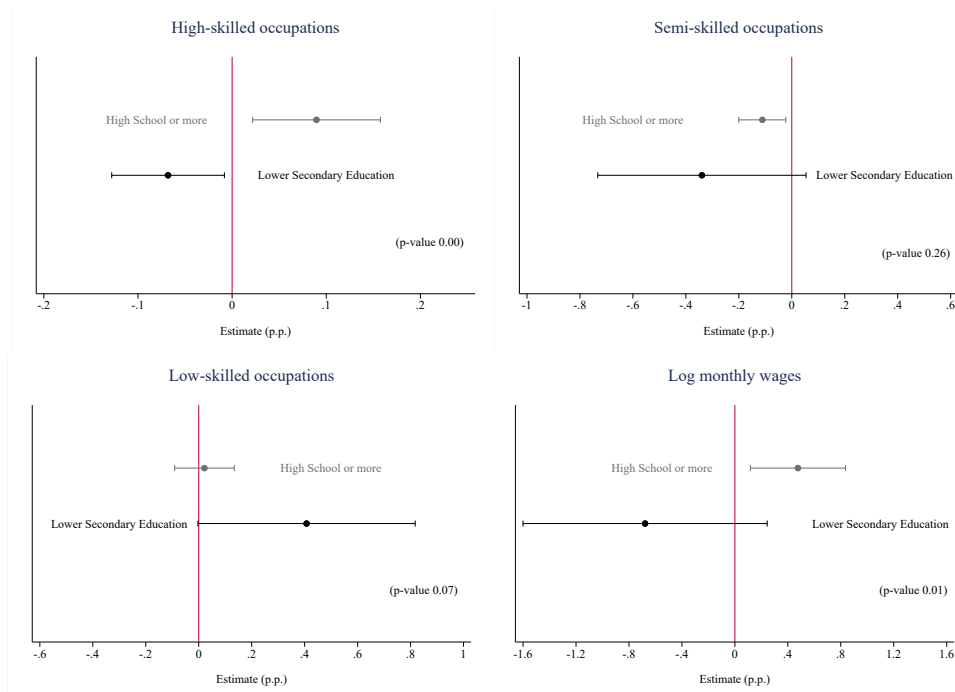 High-skilled occupations
High School or more
Lower Secondary Education
(p-value 0.00)
-.2 -.1 0 .1 .2
Estimate (p.p.)
Semi-skilled occupations
High School or more
Lower Secondary Education
(p-value 0.26)
-1 -.8 -.6 -.4 -.2 0 .2 .4 .6
Estimate (p.p.)
Low-skilled occupations
High School or more
Lower Secondary Education
(p-value 0.07)
-.6 -.4 -.2 0 .2 .4 .6 .8 1
Estimate (p.p.)
Log monthly wages
High School or more
Lower Secondary Education
(p-value 0.01)
-1.6 -1.2 -.8 -.4 0 .4 .8 1.2 1.6
Estimate (p.p.)